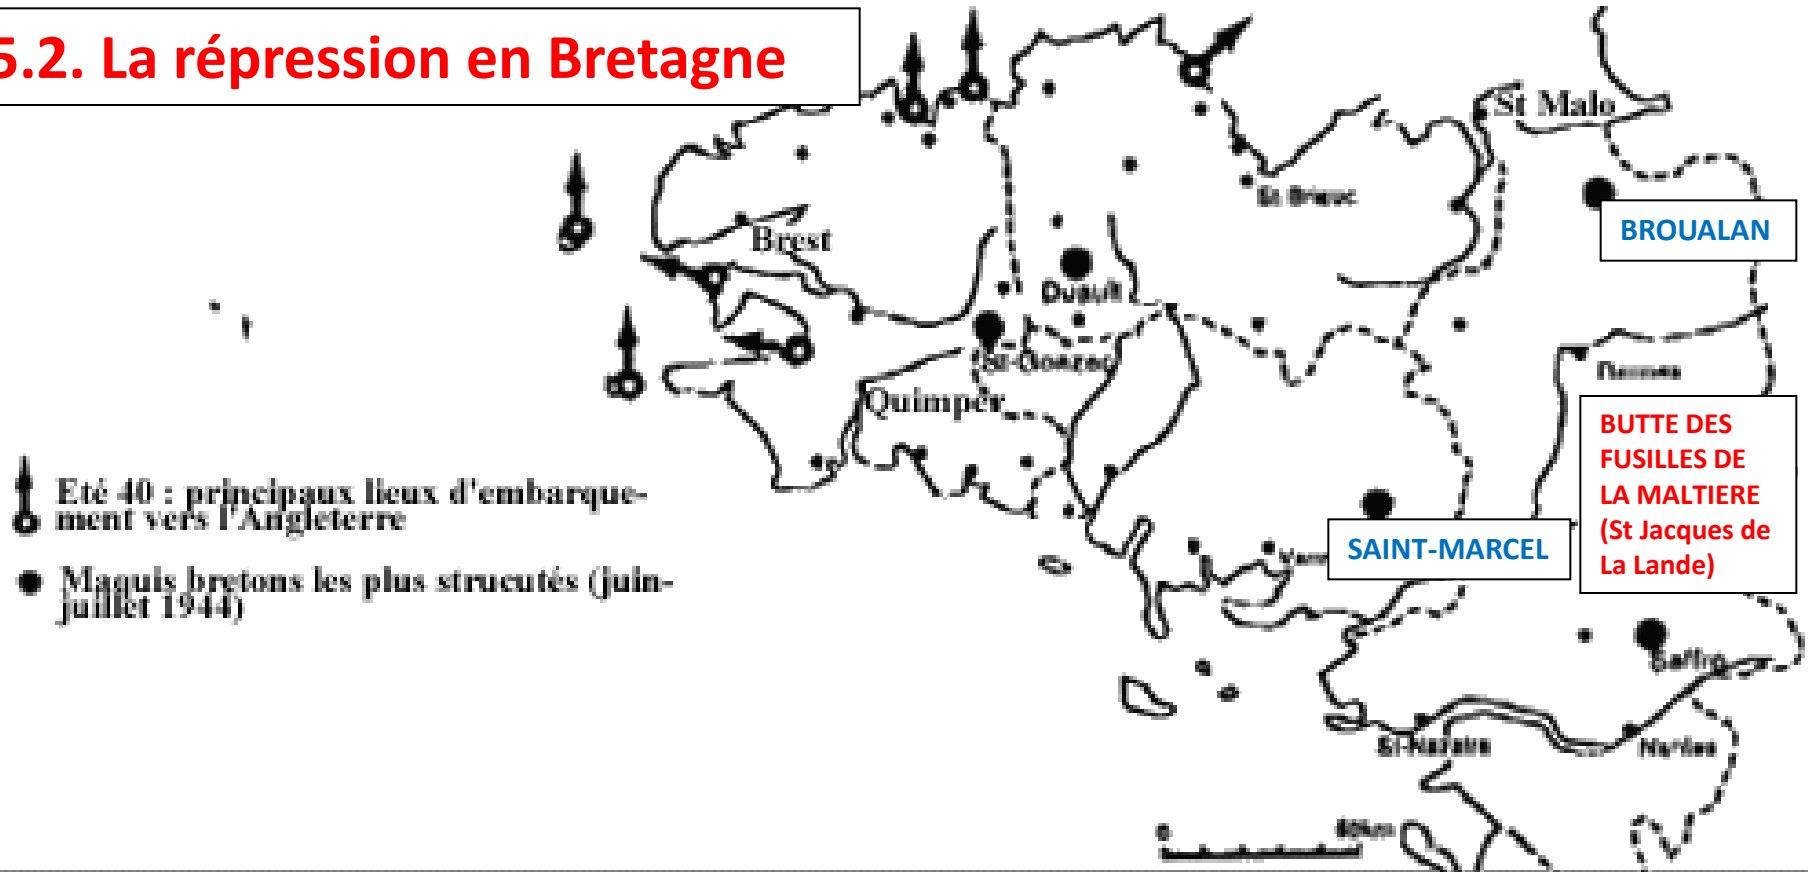 5.2. La répression en Bretagne
St Malo
St Brieuc
BROUALAN
Brest
Duault
St-Goazec
Rennes
Quimper
BUTTE DES
FUSILLES DE
LA MALTIERE
(St Jacques de
La Lande)
Eté 40 : principaux lieux d'embarque-
ment vers l'Angleterre
SAINT-MARCEL
Maquis bretons les plus strucutés (juin-
juillet 1944)
Saffré
St-Nazaire
Nantes
0